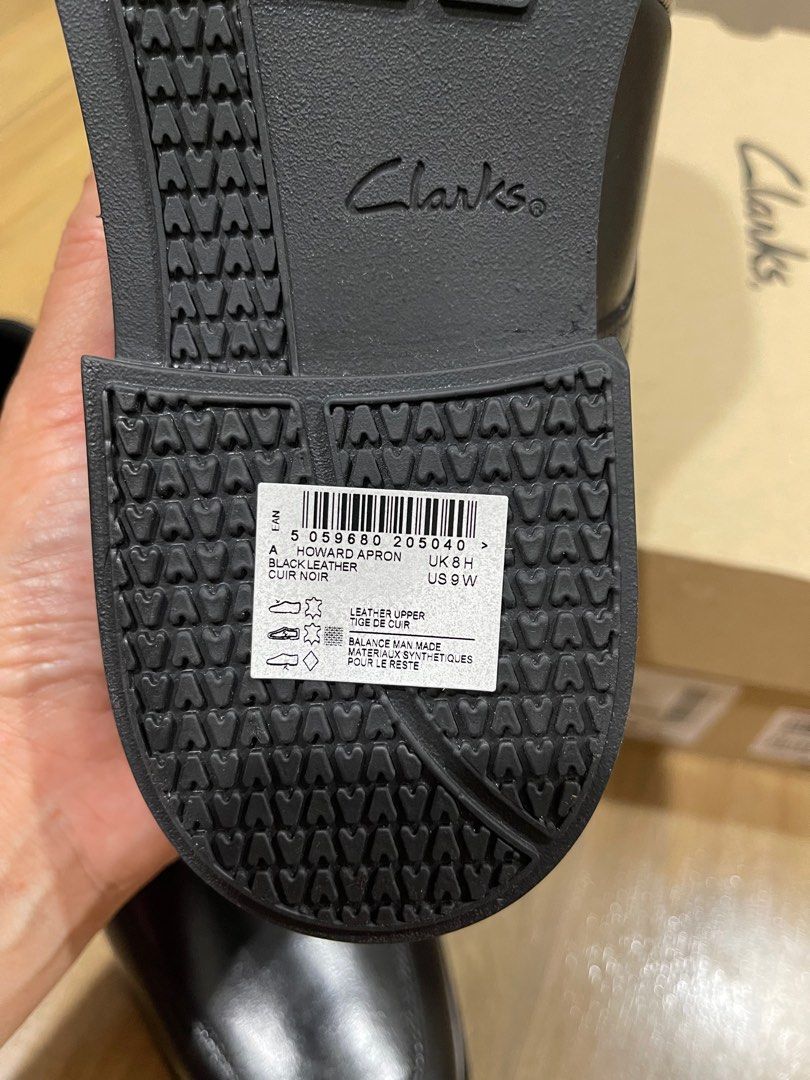 Clarks®
Clarks.
EAN
5 059680 205040 >
A HOWARD APRON UK 8 H
BLACK LEATHER US 9 W
CUIR NOIR
LEATHER UPPER
TIGE DE CUIR
BALANCE MAN MADE
MATERIAUX SYNTHETIQUES
POUR LE RESTE